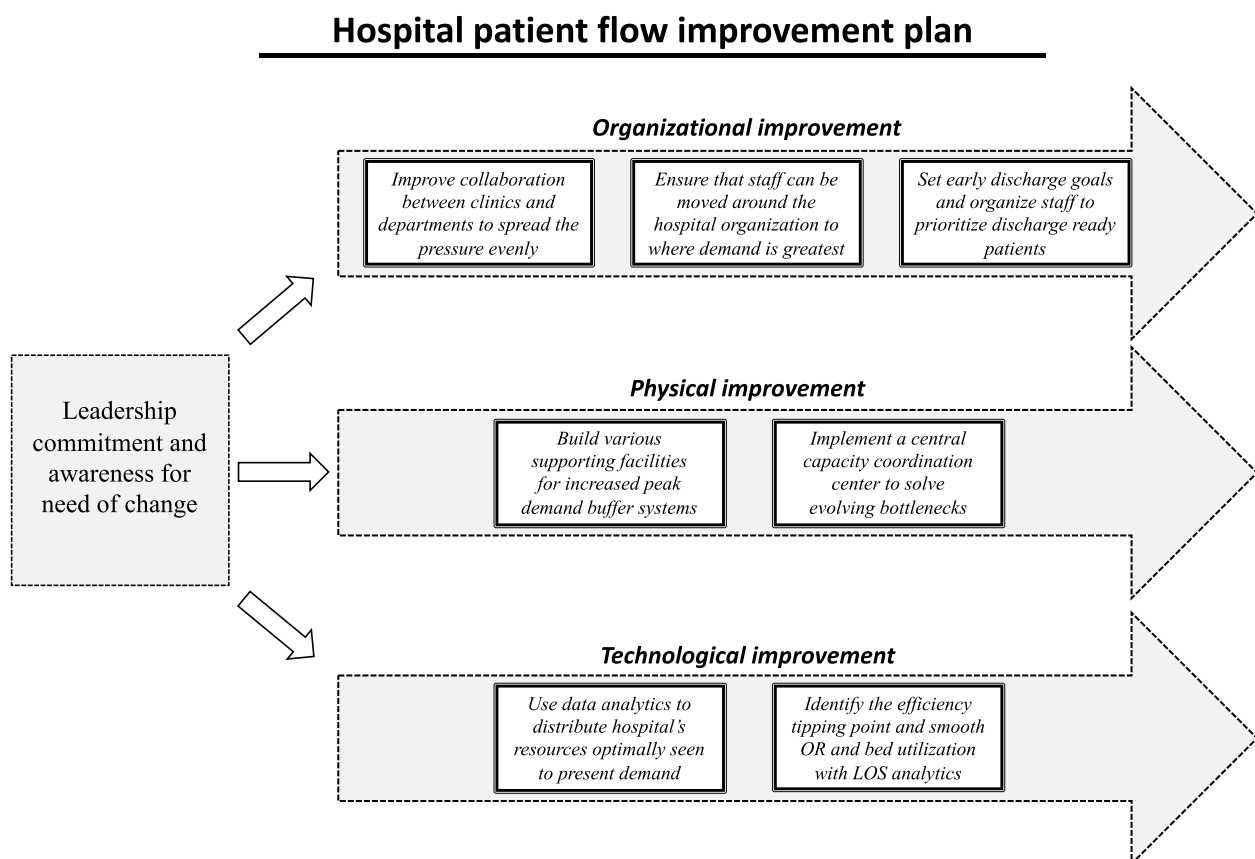 Hospital patient flow improvement plan
Organizational improvement
Improve collaboration
between clinics and
departments to spread the
pressure evenly
Ensure that staff can be
moved around the
hospital organization to
where demand is greatest
Set early discharge goals
and organize staff to
prioritize discharge ready
patients
Leadership
commitment and
awareness for
need of change
Physical improvement
Build various
supporting facilities
for increased peak
demand buffer systems
Implement a central
capacity coordination
center to solve
evolving bottlenecks
Technological improvement
Use data analytics to
distribute hospital’s
resources optimally seen
to present demand
Identify the efficiency
tipping point and smooth
OR and bed utilization
with LOS analytics